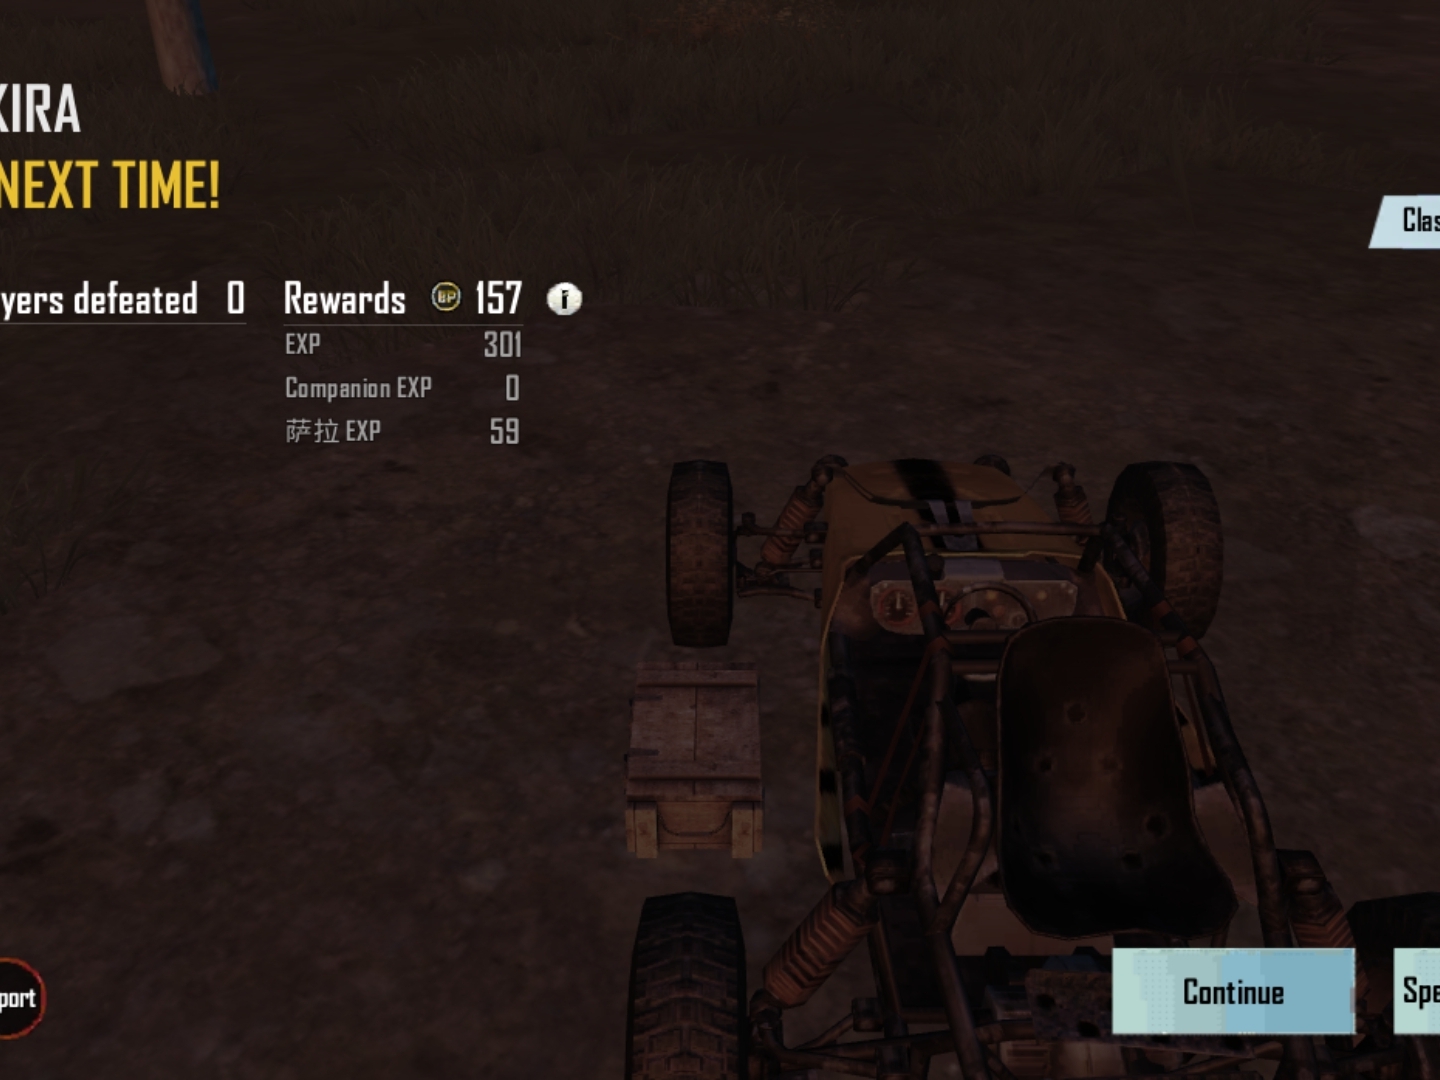 KIRA
NEXT TIME!
Clas
yers defeated 0
Rewards BP 157 i
EXP 301
Companion EXP 0
萨拉 EXP 59
port
Continue
Spe